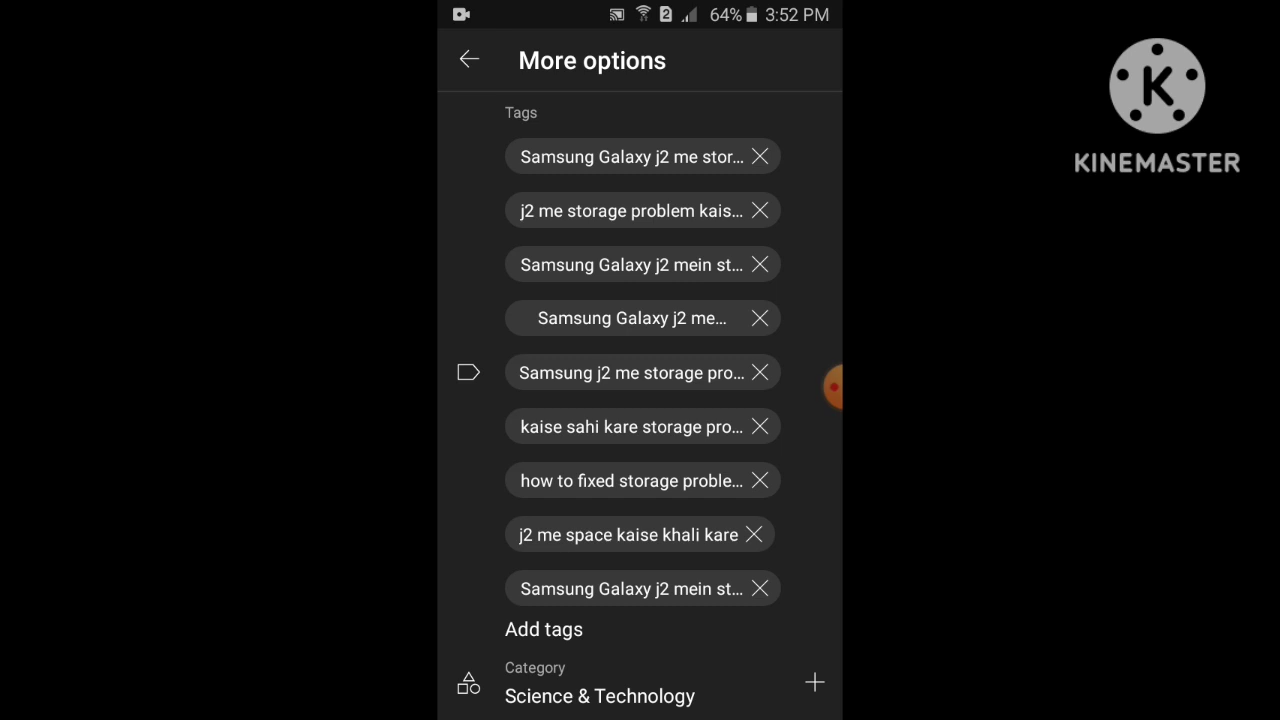 2 64% 3:52 PM
More options
K
KINEMASTER
Tags
Samsung Galaxy j2 me stor...
j2 me storage problem kais...
Samsung Galaxy j2 mein st...
Samsung Galaxy j2 me...
Samsung j2 me storage pro...
kaise sahi kare storage pro...
how to fixed storage proble...
j2 me space kaise khali kare
Samsung Galaxy j2 mein st...
Add tags
Category
Science & Technology